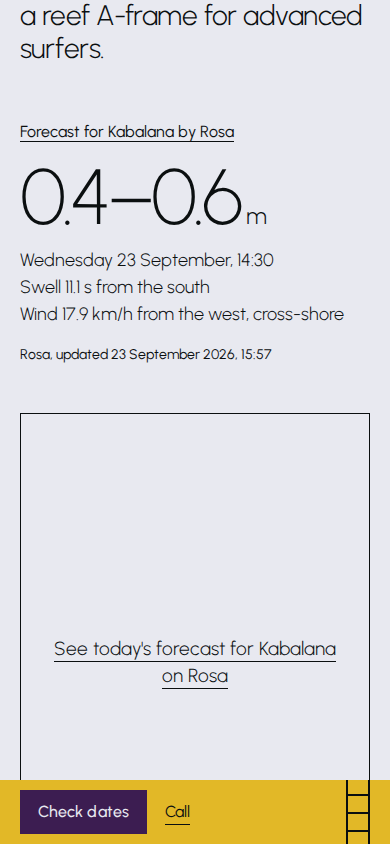 a reef A-frame for advanced
surfers.
Forecast for Kabalana by Rosa
0.4–0.6 m
Wednesday 23 September, 14:30
Swell 11.1 s from the south
Wind 17.9 km/h from the west, cross-shore
Rosa, updated 23 September 2026, 15:57
See today's forecast for Kabalana
on Rosa
Check dates
Call